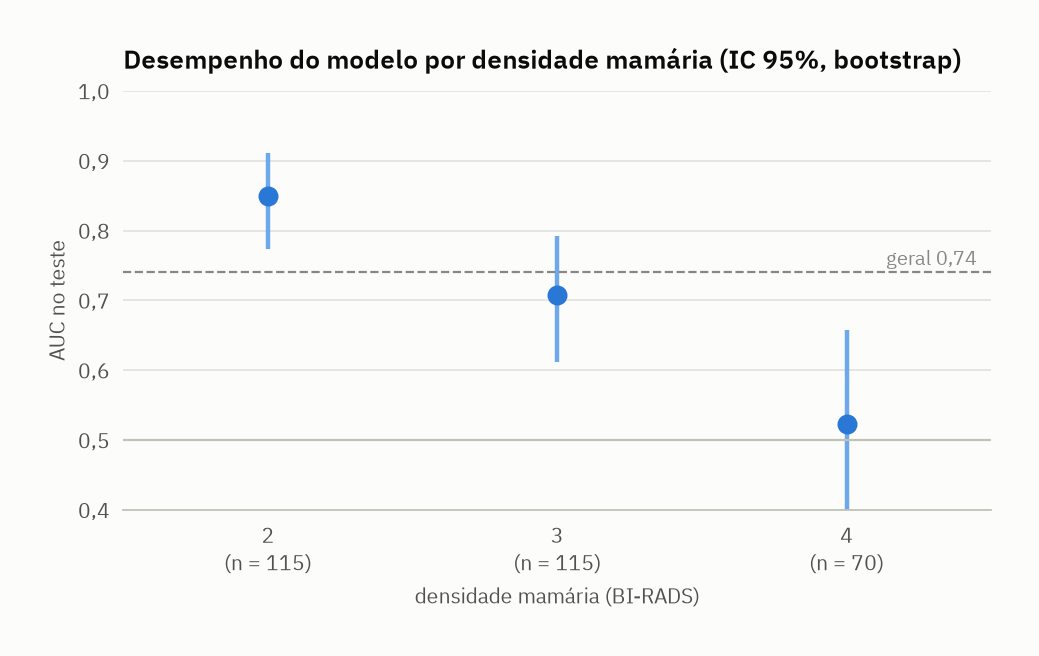 Desempenho do modelo por densidade mamária (IC 95%, bootstrap)
1,0
0,9
0,8
0,7
0,6
0,5
0,4
AUC no teste
geral 0,74
2
(n = 115)
3
(n = 115)
4
(n = 70)
densidade mamária (BI-RADS)